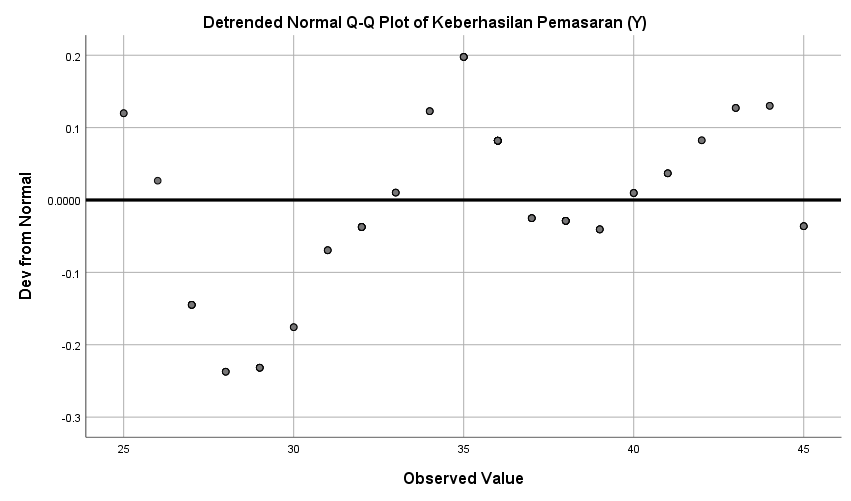 Detrended Normal Q-Q Plot of Keberhasilan Pemasaran (Y)
0.2
0.1
0.0000
-0.1
-0.2
-0.3
Dev from Normal
25 30 35 40 45
Observed Value